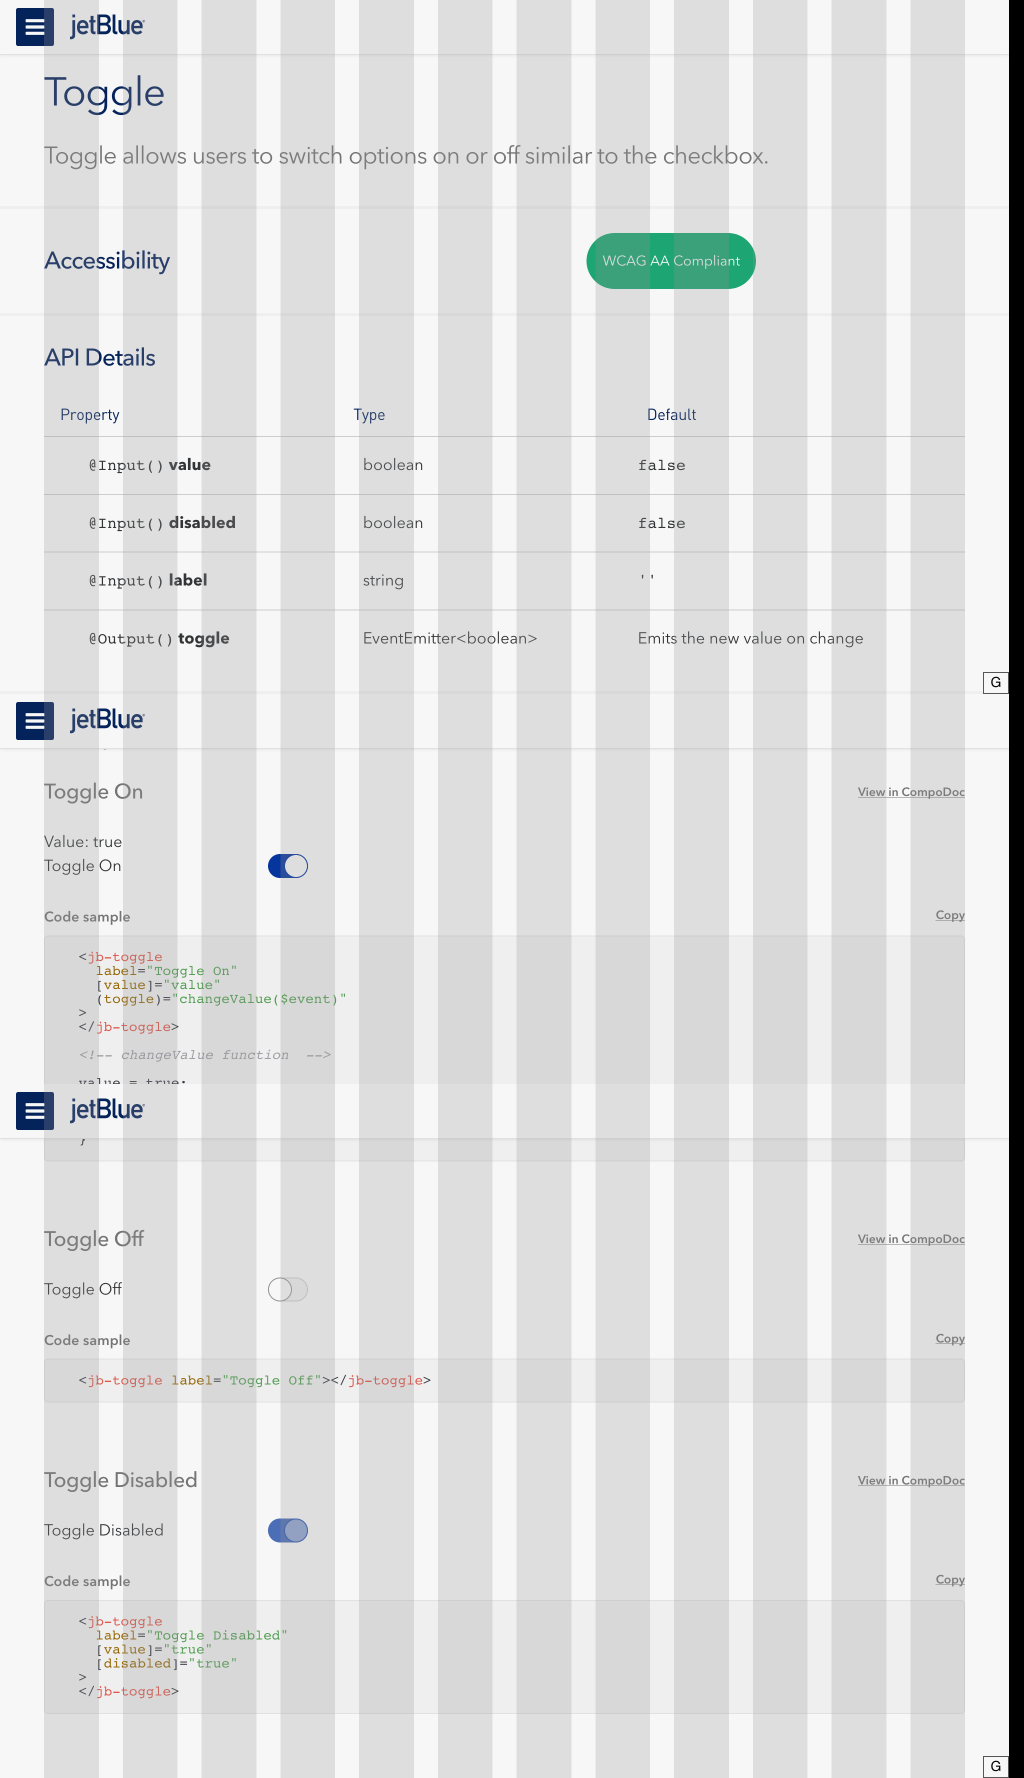 jetBlue
Toggle
Toggle allows users to switch options on or off similar to the checkbox.
Accessibility
WCAG AA Compliant
API Details
Property Type Default
@Input() value boolean false
@Input() disabled boolean false
@Input() label string ''
@Output() toggle EventEmitter<boolean> Emits the new value on change
G
jetBlue
Toggle On View in CompoDoc
Value: true
Toggle On
Code sample Copy
<jb-toggle
label="Toggle On"
[value]="value"
(toggle)="changeValue($event)"
>
</jb-toggle>
<!-- changeValue function -->
value = true;
jetBlue
}
Toggle Off View in CompoDoc
Toggle Off
Code sample Copy
<jb-toggle label="Toggle Off"></jb-toggle>
Toggle Disabled View in CompoDoc
Toggle Disabled
Code sample Copy
<jb-toggle
label="Toggle Disabled"
[value]="true"
[disabled]="true"
>
</jb-toggle>
G